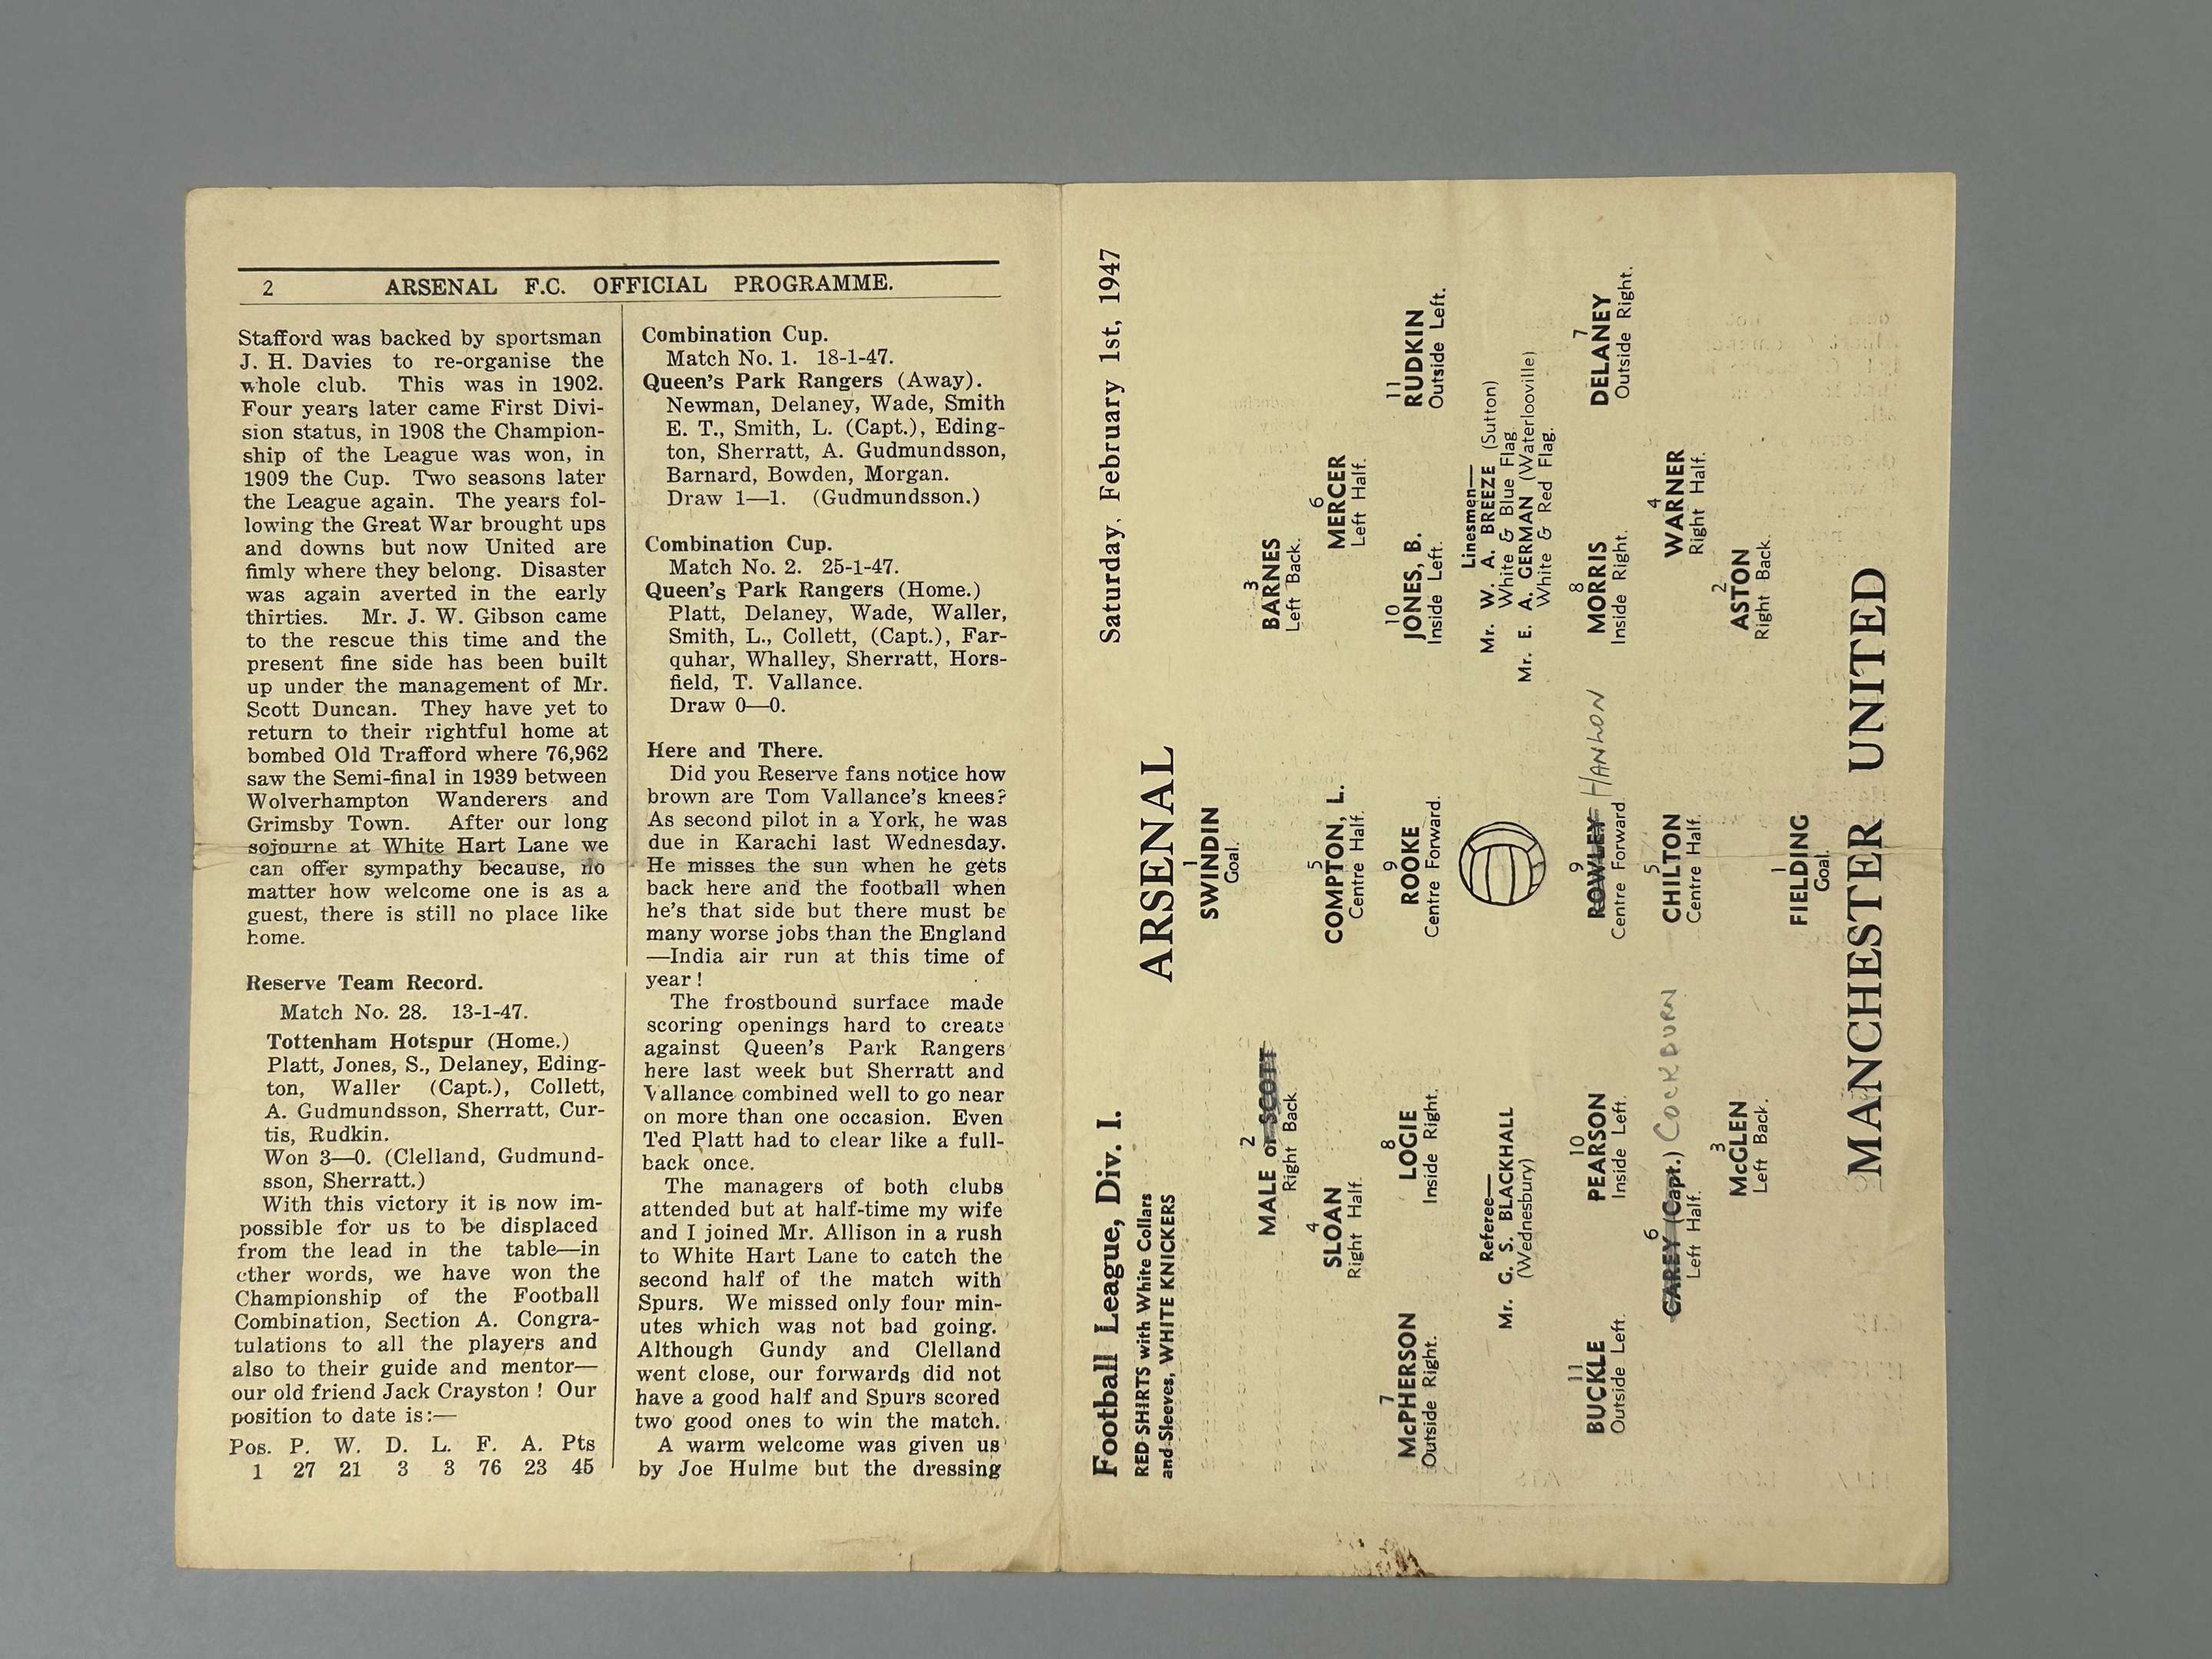 2 ARSENAL F.C. OFFICIAL PROGRAMME.
Stafford was backed by sportsman
J. H. Davies to re-organise the
whole club. This was in 1902.
Four years later came First Divi-
sion status, in 1908 the Champion-
ship of the League was won, in
1909 the Cup. Two seasons later
the League again. The years fol-
lowing the Great War brought ups
and downs but now United are
fimly where they belong. Disaster
was again averted in the early
thirties. Mr. J. W. Gibson came
to the rescue this time and the
present fine side has been built
up under the management of Mr.
Scott Duncan. They have yet to
return to their rightful home at
bombed Old Trafford where 76,962
saw the Semi-final in 1939 between
Wolverhampton Wanderers and
Grimsby Town. After our long
sojourne at White Hart Lane we
can offer sympathy because, no
matter how welcome one is as a
guest, there is still no place like
home.
Reserve Team Record.
Match No. 28. 13-1-47.
Tottenham Hotspur (Home.)
Platt, Jones, S., Delaney, Eding-
ton, Waller (Capt.), Collett,
A. Gudmundsson, Sherratt, Cur-
tis, Rudkin.
Won 3—0. (Clelland, Gudmund-
sson, Sherratt.)
With this victory it is now im-
possible for us to be displaced
from the lead in the table—in
other words, we have won the
Championship of the Football
Combination, Section A. Congra-
tulations to all the players and
also to their guide and mentor—
our old friend Jack Crayston ! Our
position to date is:—
Pos. P. W. D. L. F. A. Pts
1 27 21 3 3 76 23 45
Combination Cup.
Match No. 1. 18-1-47.
Queen's Park Rangers (Away).
Newman, Delaney, Wade, Smith
E. T., Smith, L. (Capt.), Eding-
ton, Sherratt, A. Gudmundsson,
Barnard, Bowden, Morgan.
Draw 1—1. (Gudmundsson.)
Combination Cup.
Match No. 2. 25-1-47.
Queen's Park Rangers (Home.)
Platt, Delaney, Wade, Waller,
Smith, L., Collett, (Capt.), Far-
quhar, Whalley, Sherratt, Hors-
field, T. Vallance.
Draw 0—0.
Here and There.
Did you Reserve fans notice how
brown are Tom Vallance's knees?
As second pilot in a York, he was
due in Karachi last Wednesday.
He misses the sun when he gets
back here and the football when
he's that side but there must be
many worse jobs than the England
—India air run at this time of
year !
The frostbound surface made
scoring openings hard to create
against Queen's Park Rangers
here last week but Sherratt and
Vallance combined well to go near
on more than one occasion. Even
Ted Platt had to clear like a full-
back once.
The managers of both clubs
attended but at half-time my wife
and I joined Mr. Allison in a rush
to White Hart Lane to catch the
second half of the match with
Spurs. We missed only four min-
utes which was not bad going.
Although Gundy and Clelland
went close, our forwards did not
have a good half and Spurs scored
two good ones to win the match.
A warm welcome was given us
by Joe Hulme but the dressing
Football League, Div. I. Saturday, February 1st, 1947
RED SHIRTS with White Collars
and Sleeves, WHITE KNICKERS
ARSENAL
1
SWINDIN
Goal.
2 3
MALE or SCOTT BARNES
Right Back. Left Back.
4 5 6
SLOAN COMPTON, L. MERCER
Right Half. Centre Half. Left Half.
7 8 9 10 11
McPHERSON LOGIE ROOKE JONES, B. RUDKIN
Outside Right. Inside Right. Centre Forward. Inside Left. Outside Left.
Referee—
Mr. G. S. BLACKHALL
(Wednesbury)
Linesmen—
Mr. W. A. BREEZE (Sutton)
White & Blue Flag.
Mr. E. A. GERMAN (Waterlooville)
White & Red Flag.
11 10 9 8 7
BUCKLE PEARSON ROWLEY HANLON MORRIS DELANEY
Outside Left. Inside Left. Centre Forward. Inside Right. Outside Right.
6 5 4
CAREY (Capt.) COCKBURN CHILTON WARNER
Left Half. Centre Half. Right Half.
3 2
McGLEN ASTON
Left Back. Right Back.
1
FIELDING
Goal.
MANCHESTER UNITED